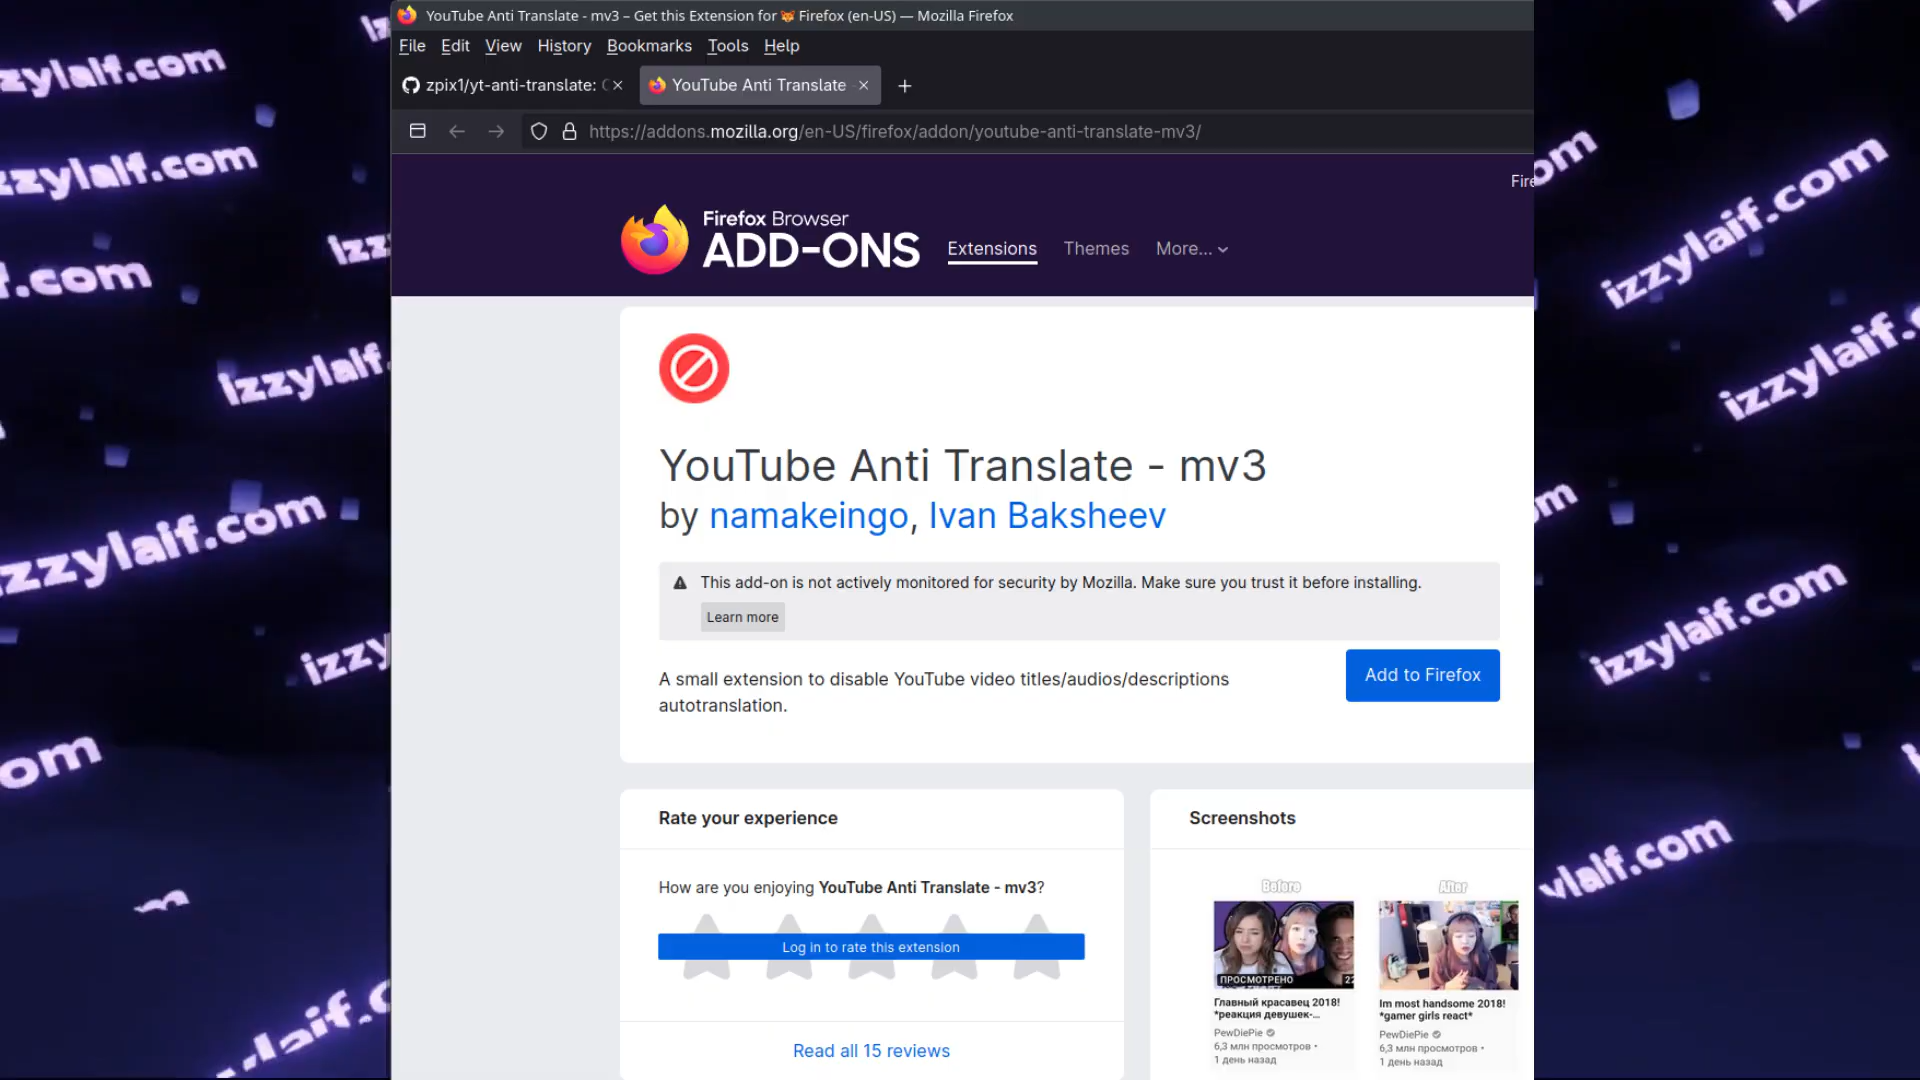 YouTube Anti Translate - mv3 – Get this Extension for 🦊 Firefox (en-US) — Mozilla Firefox
File Edit View History Bookmarks Tools Help
zpix1/yt-anti-translate: YouTube Anti Translate
https://addons.mozilla.org/en-US/firefox/addon/youtube-anti-translate-mv3/
Firefox Browser
ADD-ONS
Extensions Themes More...
YouTube Anti Translate - mv3
by namakeingo, Ivan Baksheev
This add-on is not actively monitored for security by Mozilla. Make sure you trust it before installing.
Learn more
A small extension to disable YouTube video titles/audios/descriptions
autotranslation.
Add to Firefox
Rate your experience
How are you enjoying YouTube Anti Translate - mv3?
Log in to rate this extension
Read all 15 reviews
Screenshots
Before After
ПРОСМОТРЕНО
Главный красавец 2018!
*реакция девушек-...
PewDiePie
6,3 млн просмотров •
1 день назад
Im most handsome 2018!
*gamer girls react*
PewDiePie
6,3 млн просмотров •
1 день назад
izzylaif.com
izzylaif.com
izzylaif.com
izzylaif.com